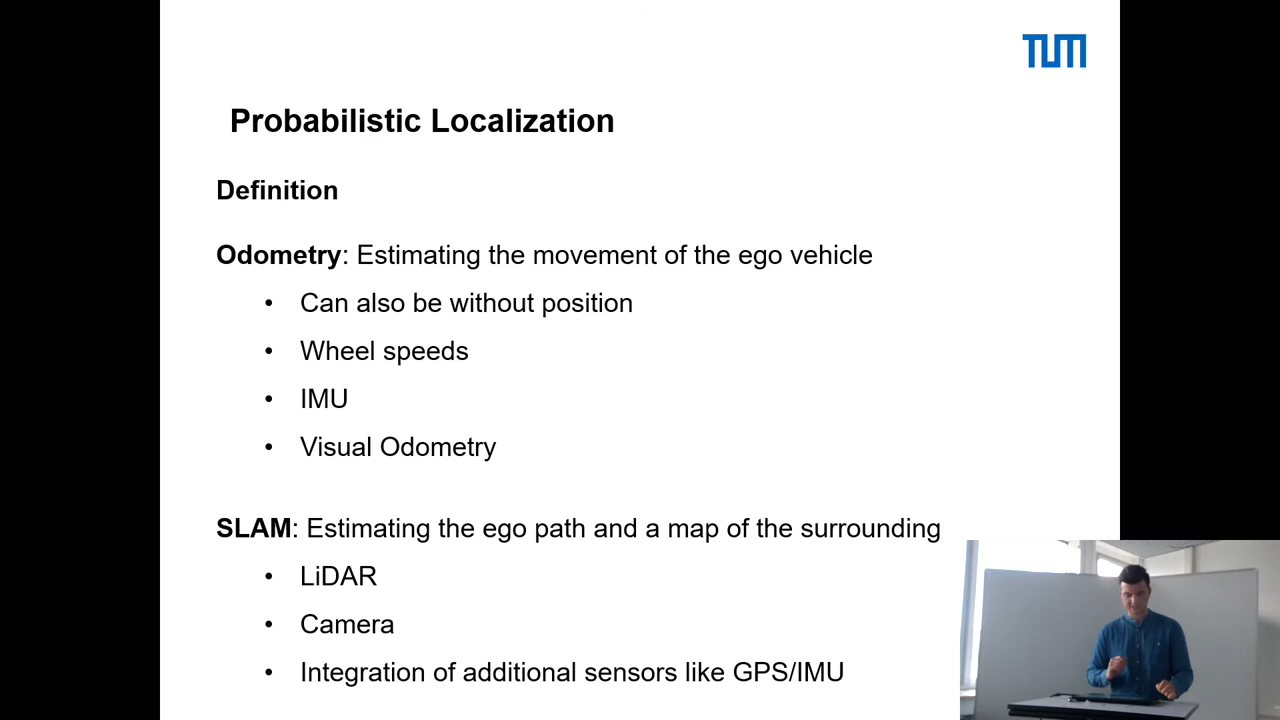 TUM
Probabilistic Localization
Definition
Odometry: Estimating the movement of the ego vehicle
• Can also be without position
• Wheel speeds
• IMU
• Visual Odometry
SLAM: Estimating the ego path and a map of the surrounding
• LiDAR
• Camera
• Integration of additional sensors like GPS/IMU